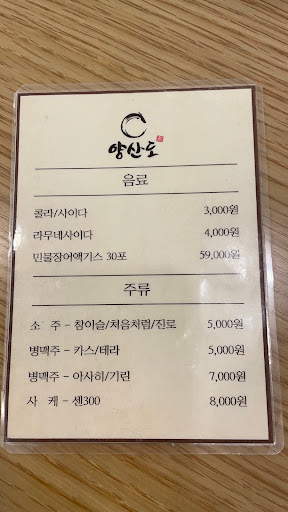 양산도
음료
콜라/사이다 3,000원
라무네사이다 4,000원
민물장어액기스 30포 59,000원
주류
소 주 - 참이슬/처음처럼/진로 5,000원
병맥주 - 카스/테라 5,000원
병맥주 - 아사히/기린 7,000원
사 케 - 센300 8,000원